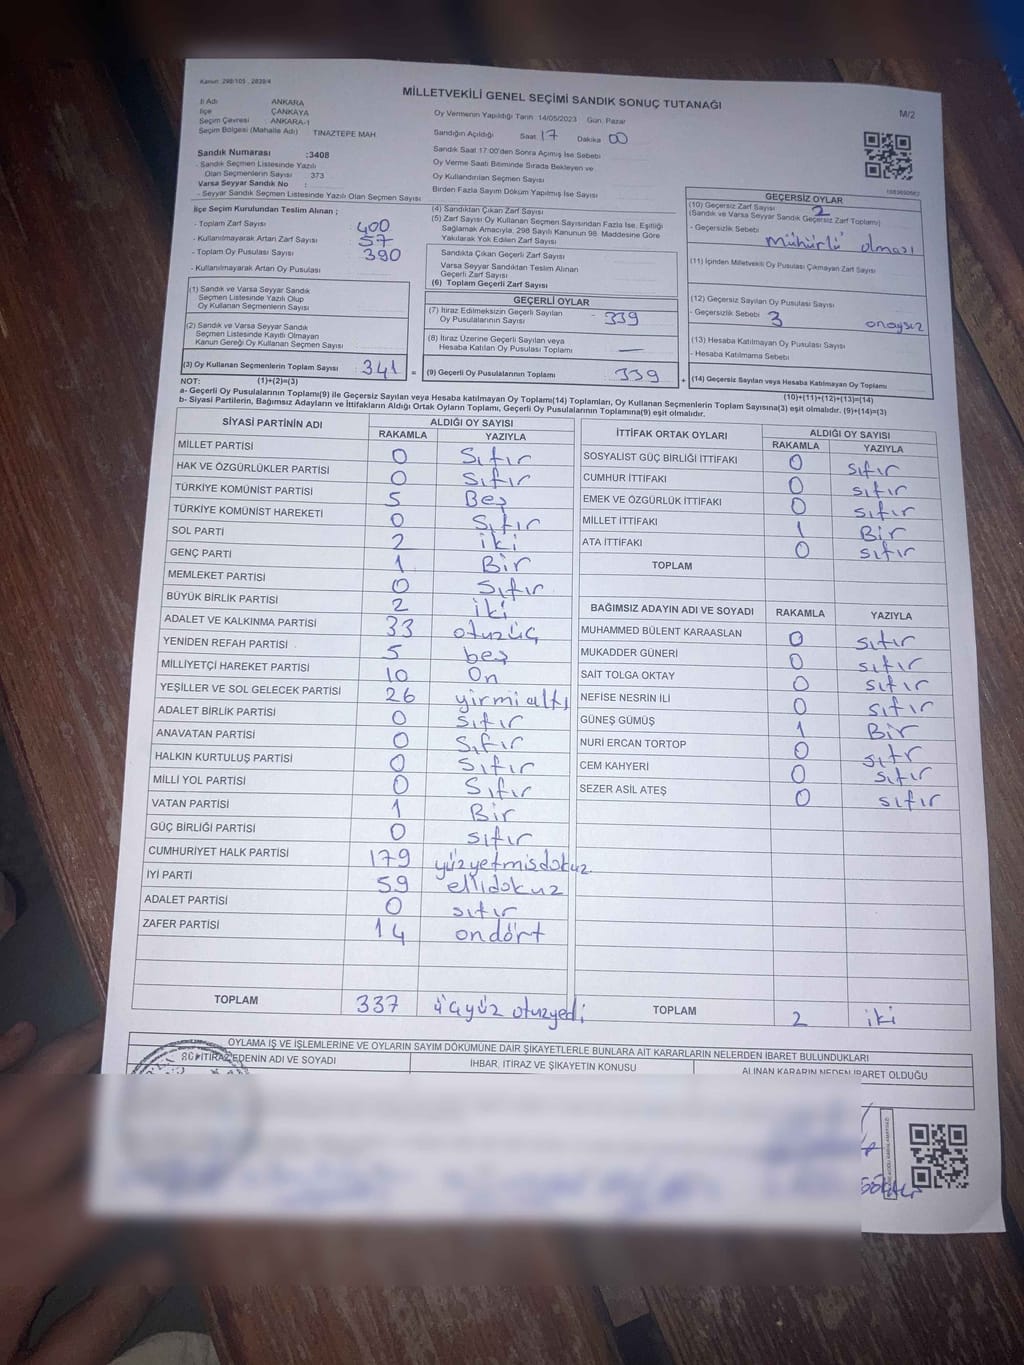 Kanun: 298/105 , 2839/4
MİLLETVEKİLİ GENEL SEÇİMİ SANDIK SONUÇ TUTANAĞI
M/2
İl Adı ANKARA
İlçe ÇANKAYA
Seçim Çevresi : ANKARA-1
Seçim Bölgesi (Mahalle Adı) TINAZTEPE MAH
Oy Vermenin Yapıldığı Tarih 14/05/2023 Gün. Pazar
Sandığın Açıldığı Saat 17 Dakika 00
Sandık Saat 17:00'den Sonra Açımış İse Sebebi
Oy Verme Saati Bitiminde Sırada Bekleyen ve
Oy Kullandırılan Seçmen Sayısı
Birden Fazla Sayım Döküm Yapılmış İse Sayısı
Sandık Numarası :3408
- Sandık Seçmen Listesinde Yazılı
Olan Seçmenlerin Sayısı 373
Varsa Seyyar Sandık No :
- Seyyar Sandık Seçmen Listesinde Yazılı Olan Seçmen Sayısı
İlçe Seçim Kurulundan Teslim Alınan ;
- Toplam Zarf Sayısı 400
- Kullanılmayarak Artan Zarf Sayısı 57
- Toplam Oy Pusulası Sayısı 390
- Kullanılmayarak Artan Oy Pusulası
(1) Sandık ve Varsa Seyyar Sandık
Seçmen Listesinde Yazılı Olup
Oy Kullanan Seçmenlerin Sayısı
(2) Sandık ve Varsa Seyyar Sandık
Seçmen Listesinde Kayıtlı Olmayan
Kanun Gereği Oy Kullanan Seçmen Sayısı
(3) Oy Kullanan Seçmenlerin Toplam Sayısı 341 =
(4) Sandıktan Çıkan Zarf Sayısı
(5) Zarf Sayısı Oy Kullanan Seçmen Sayısından Fazla İse, Eşitliği
Sağlamak Amacıyla, 298 Sayılı Kanunun 98. Maddesine Göre
Yakılarak Yok Edilen Zarf Sayısı
Sandıkta Çıkan Geçerli Zarf Sayısı
Varsa Seyyar Sandıktan Teslim Alınan
Geçerli Zarf Sayısı
(6) Toplam Geçerli Zarf Sayısı
GEÇERLİ OYLAR
(7) İtiraz Edilmeksizin Geçerli Sayılan
Oy Pusulalarının Sayısı - 339
(8) İtiraz Üzerine Geçerli Sayılan veya
Hesaba Katılan Oy Pusulası Toplamı —
(9) Geçerli Oy Pusulalarının Toplamı 339 +
GEÇERSİZ OYLAR
(10) Geçersiz Zarf Sayısı 2
(Sandık ve Varsa Seyyar Sandık Geçersiz Zarf Toplamı)
- Geçersizlik Sebebi
mühürlü olması
(11) İçinden Milletvekili Oy Pusulası Çıkmayan Zarf Sayısı
(12) Geçersiz Sayılan Oy Pusulası Sayısı
- Geçersizlik Sebebi 3 onaysız
(13) Hesaba Katılmayan Oy Pusulası Sayısı
- Hesaba Katılmama Sebebi
(14) Geçersiz Sayılan veya Hesaba Katılmayan Oy Toplamı
NOT: (1)+(2)=(3) (10)+(11)+(12)+(13)=(14)
a- Geçerli Oy Pusulalarının Toplamı(9) ile Geçersiz Sayılan veya Hesaba katılmayan Oy Toplam(14) Toplamları, Oy Kullanan Seçmenlerin Toplam Sayısına(3) eşit olmalıdır. (9)+(14)=(3)
b- Siyasi Partilerin, Bağımsız Adayların ve İttifakların Aldığı Ortak Oyların Toplamı, Geçerli Oy Pusulalarının Toplamına(9) eşit olmalıdır.
SİYASİ PARTİNİN ADI ALDIĞI OY SAYISI
RAKAMLA YAZIYLA
MİLLET PARTİSİ 0 Sıfır
HAK VE ÖZGÜRLÜKLER PARTİSİ 0 Sıfır
TÜRKİYE KOMÜNİST PARTİSİ 5 Beş
TÜRKİYE KOMÜNİST HAREKETİ 0 Sıfır
SOL PARTİ 2 iki
GENÇ PARTİ 1 Bir
MEMLEKET PARTİSİ 0 Sıfır
BÜYÜK BİRLİK PARTİSİ 2 iki
ADALET VE KALKINMA PARTİSİ 33 otuzüç
YENİDEN REFAH PARTİSİ 5 beş
MİLLİYETÇİ HAREKET PARTİSİ 10 On
YEŞİLLER VE SOL GELECEK PARTİSİ 26 yirmialtı
ADALET BİRLİK PARTİSİ 0 Sıfır
ANAVATAN PARTİSİ 0 Sıfır
HALKIN KURTULUŞ PARTİSİ 0 Sıfır
MİLLİ YOL PARTİSİ 0 Sıfır
VATAN PARTİSİ 1 Bir
GÜÇ BİRLİĞİ PARTİSİ 0 sıfır
CUMHURİYET HALK PARTİSİ 179 yüzyetmişdokuz
İYİ PARTİ 59 ellidokuz
ADALET PARTİSİ 0 sıfır
ZAFER PARTİSİ 14 ondört
TOPLAM 337 üçyüz otuzyedi
İTTİFAK ORTAK OYLARI ALDIĞI OY SAYISI
RAKAMLA YAZIYLA
SOSYALİST GÜÇ BİRLİĞİ İTTİFAKI 0 sıfır
CUMHUR İTTİFAKI 0 sıfır
EMEK VE ÖZGÜRLÜK İTTİFAKI 0 sıfır
MİLLET İTTİFAKI 1 Bir
ATA İTTİFAKI 0 sıfır
TOPLAM
BAĞIMSIZ ADAYIN ADI VE SOYADI RAKAMLA YAZIYLA
MUHAMMED BÜLENT KARAASLAN 0 sıfır
MUKADDER GÜNERİ 0 sıfır
SAİT TOLGA OKTAY 0 sıfır
NEFİSE NESRİN İLİ 0 sıfır
GÜNEŞ GÜMÜŞ 1 Bir
NURİ ERCAN TORTOP 0 sıfr
CEM KAHYERİ 0 sıfır
SEZER ASİL ATEŞ 0 sıfır
TOPLAM 2 iki
OYLAMA İŞ VE İŞLEMLERİNE VE OYLARIN SAYIM DÖKÜMÜNE DAİR ŞİKAYETLERLE BUNLARA AİT KARARLARIN NELERDEN İBARET BULUNDUKLARI
İTİRAZ EDENİN ADI VE SOYADI İHBAR, İTİRAZ VE ŞİKAYETİN KONUSU ALINAN KARARIN NEDEN İBARET OLDUĞU